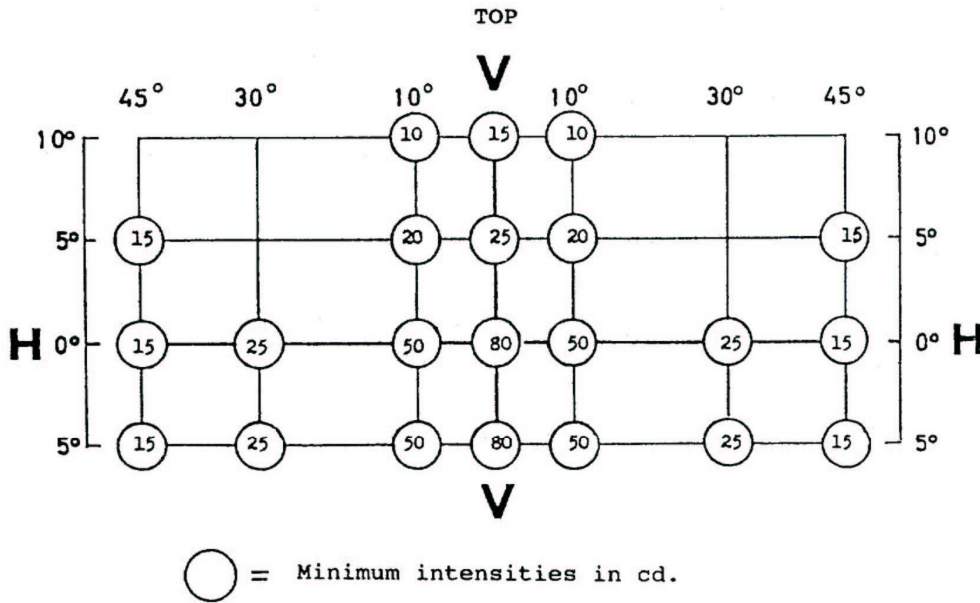 TOP
V
45° 30° 10° 10° 30° 45°
10° 10 15 10 10°
5° 15 20 25 20 15 5°
H 0° 15 25 50 80 50 25 15 0° H
5° 15 25 50 80 50 25 15 5°
V
= Minimum intensities in cd.